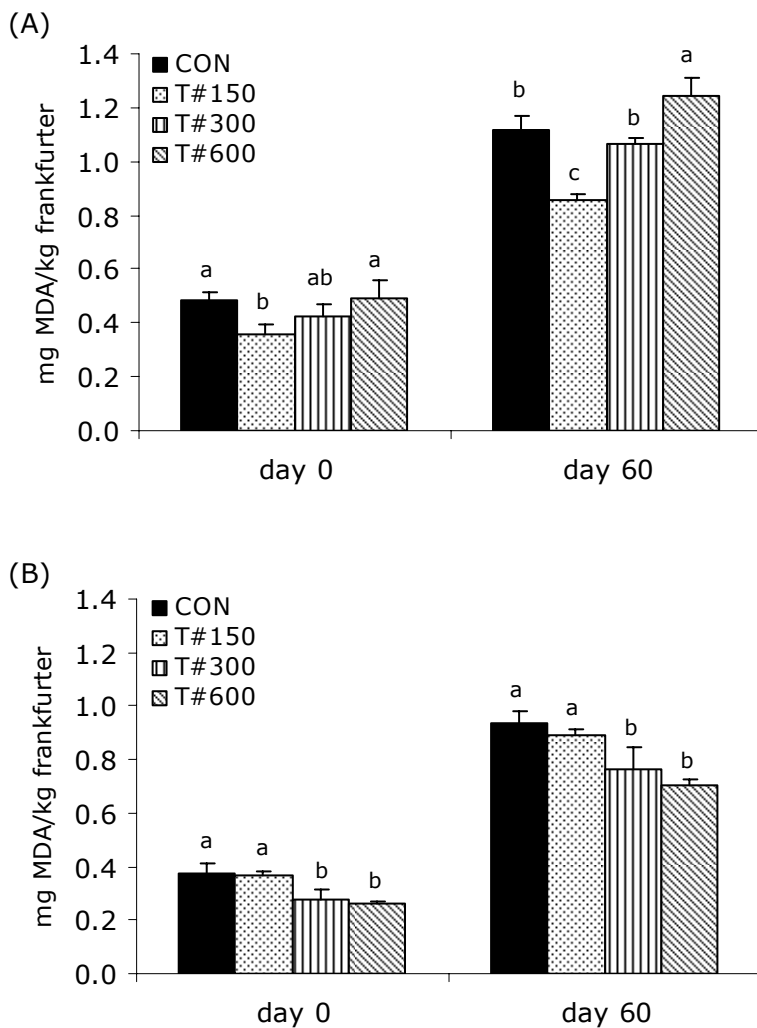 (A)
mg MDA/kg frankfurter
1.4
1.2
1.0
0.8
0.6
0.4
0.2
0.0
CON
T#150
T#300
T#600
a
b
ab
a
b
c
b
a
day 0
day 60
(B)
mg MDA/kg frankfurter
1.4
1.2
1.0
0.8
0.6
0.4
0.2
0.0
CON
T#150
T#300
T#600
a
a
b
b
a
a
b
b
day 0
day 60